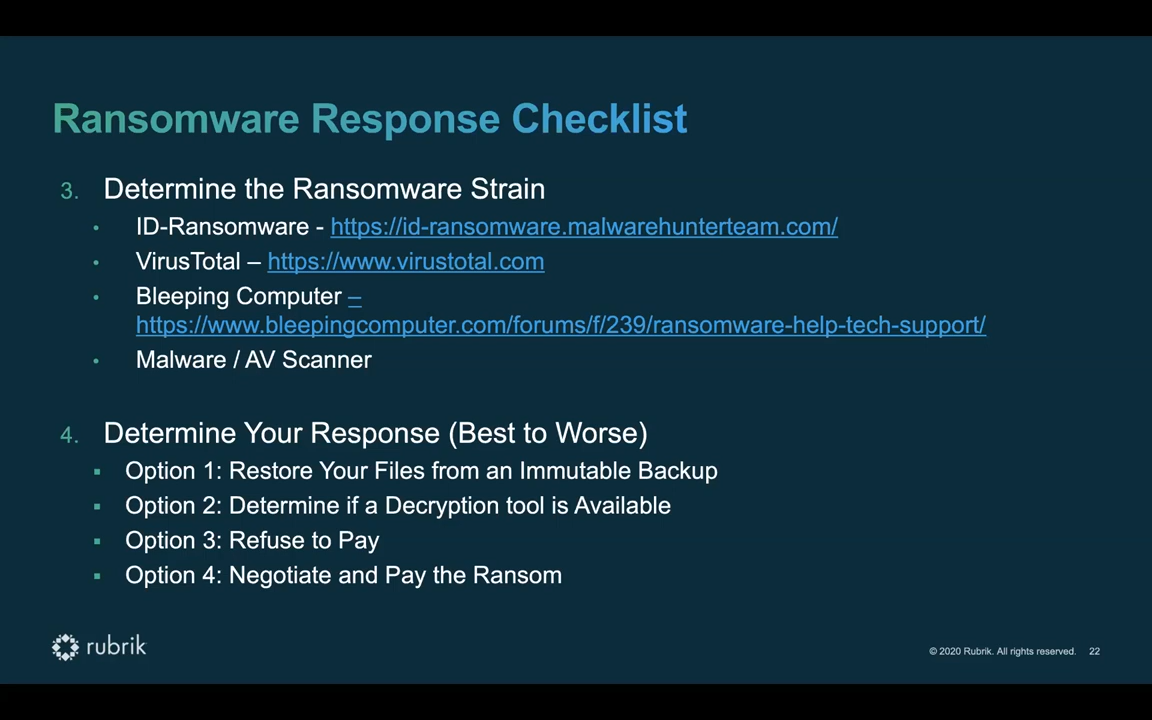 Ransomware Response Checklist
3. Determine the Ransomware Strain
• ID-Ransomware - https://id-ransomware.malwarehunterteam.com/
• VirusTotal – https://www.virustotal.com
• Bleeping Computer –
https://www.bleepingcomputer.com/forums/f/239/ransomware-help-tech-support/
• Malware / AV Scanner
4. Determine Your Response (Best to Worse)
▪ Option 1: Restore Your Files from an Immutable Backup
▪ Option 2: Determine if a Decryption tool is Available
▪ Option 3: Refuse to Pay
▪ Option 4: Negotiate and Pay the Ransom
rubrik
© 2020 Rubrik. All rights reserved. 22